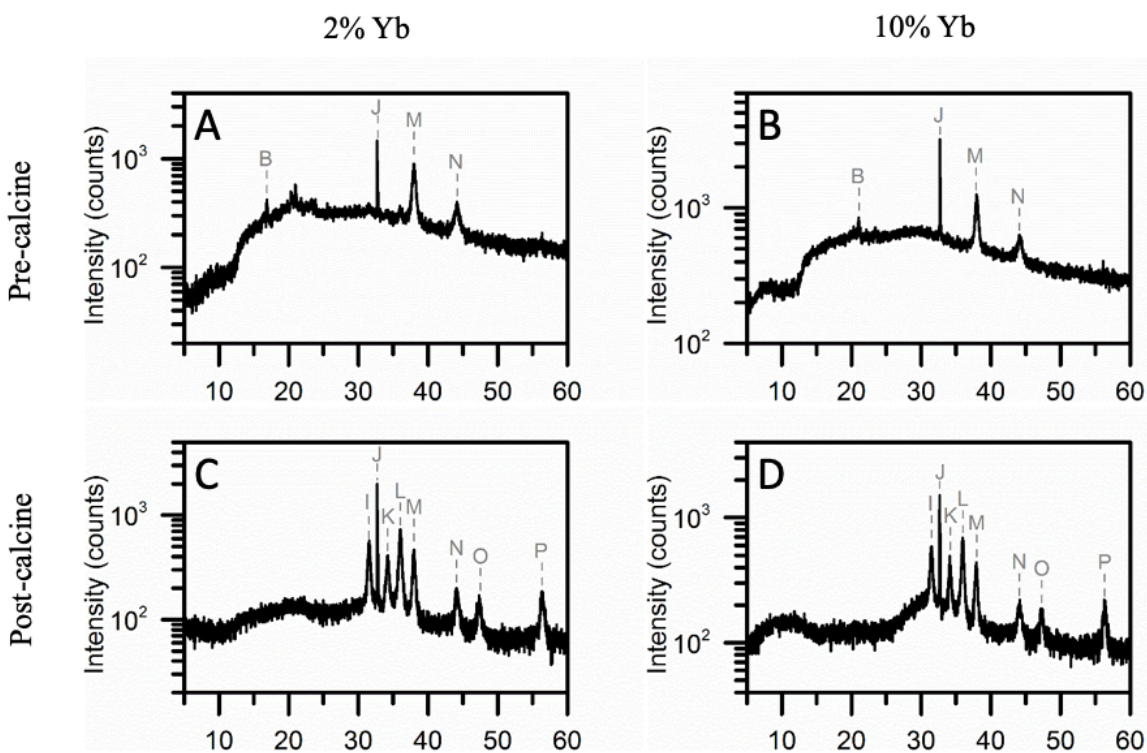 2% Yb
10% Yb
Pre-calcine
Post-calcine
A
B
J
M
N
Intensity (counts)
10³
10²
10 20 30 40 50 60
B
B
J
M
N
Intensity (counts)
10³
10²
10 20 30 40 50 60
C
I
J
K
L
M
N
O
P
Intensity (counts)
10³
10²
10 20 30 40 50 60
D
I
J
K
L
M
N
O
P
Intensity (counts)
10³
10²
10 20 30 40 50 60